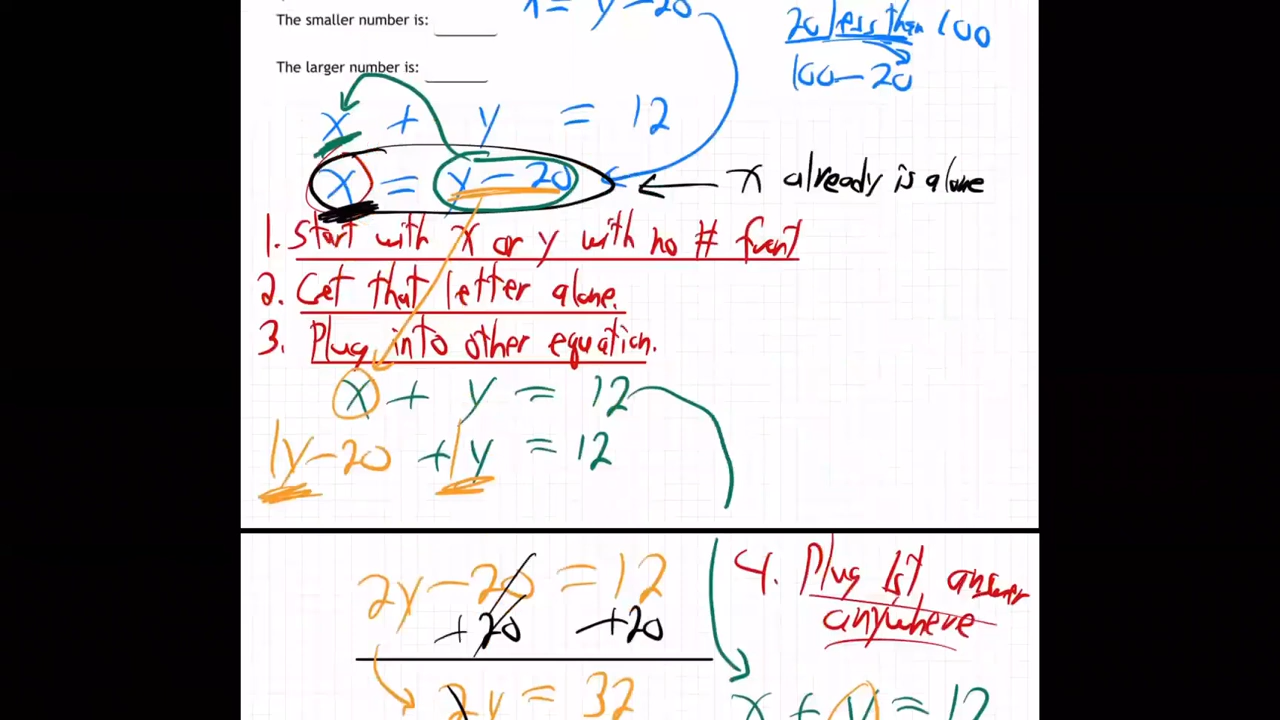 The smaller number is:
x = y - 20
20 less than 100
100 - 20
The larger number is:
x + y = 12
x = y - 20
x already is alone
1. Start with x or y with no # front
2. Get that letter alone.
3. Plug into other equation.
x + y = 12
1y - 20 + 1y = 12
2y - 20 = 12
+20 +20
2y = 32
4. Plug 1st answer
anywhere
x + y = 12